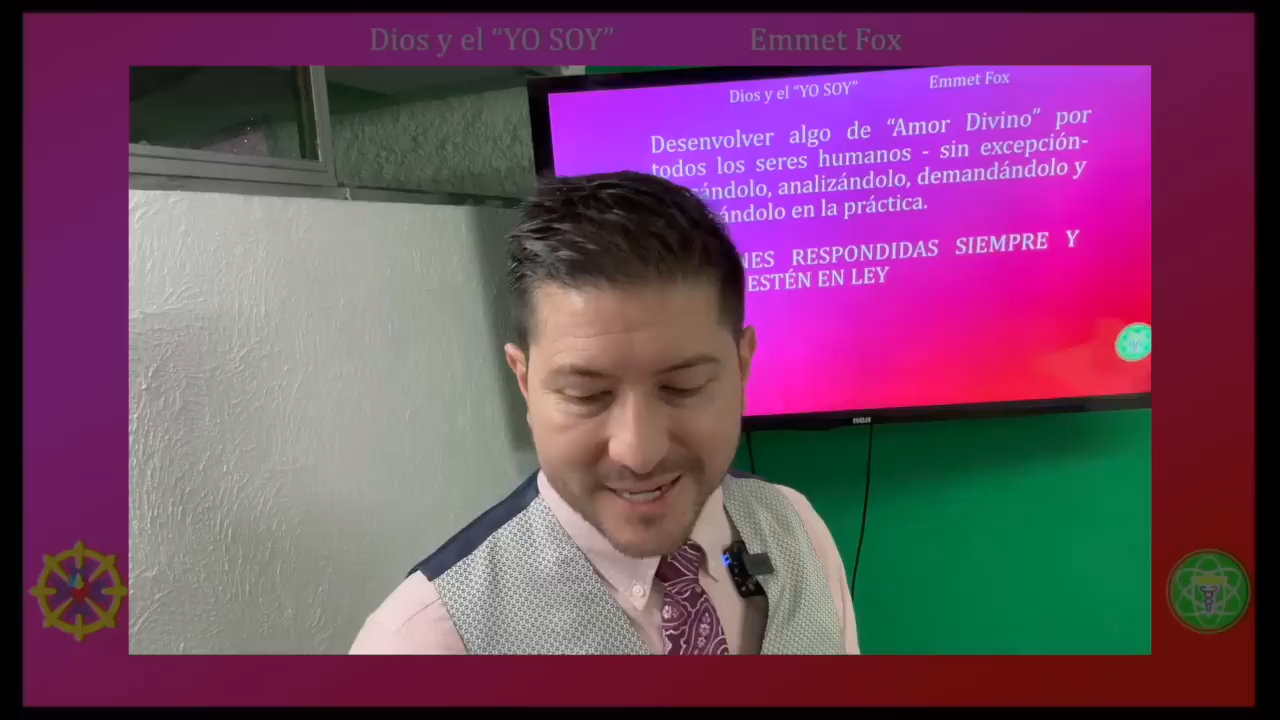 Dios y el “YO SOY” Emmet Fox
Dios y el “YO SOY” Emmet Fox
Desenvolver algo de “Amor Divino” por
todos los seres humanos - sin excepción-
analizándolo, demandándolo y
en la práctica.
RESPONDIDAS SIEMPRE Y
ESTÉN EN LEY
RCA